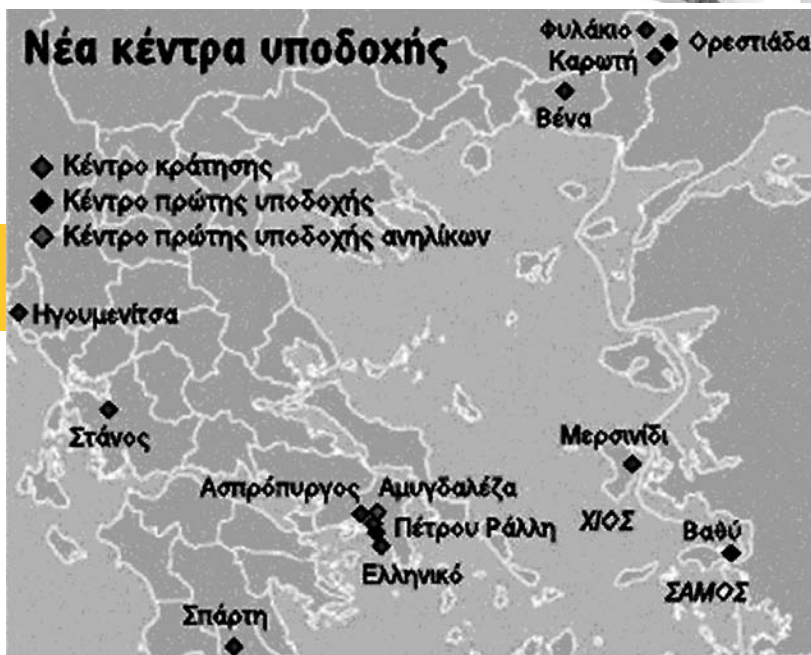 Νέα κέντρα υποδοχής
Φυλάκιο
Ορεστιάδα
Καρωτή
Βένα
Κέντρο κράτησης
Κέντρο πρώτης υποδοχής
Κέντρο πρώτης υποδοχής ανηλίκων
Ηγουμενίτσα
Στάνος
Μερσινίδι
Ασπρόπυργος
Αμυγδαλέζα
Πέτρου Ράλλη
ΧΙΟΣ
Βαθύ
Ελληνικό
ΣΑΜΟΣ
Σπάρτη